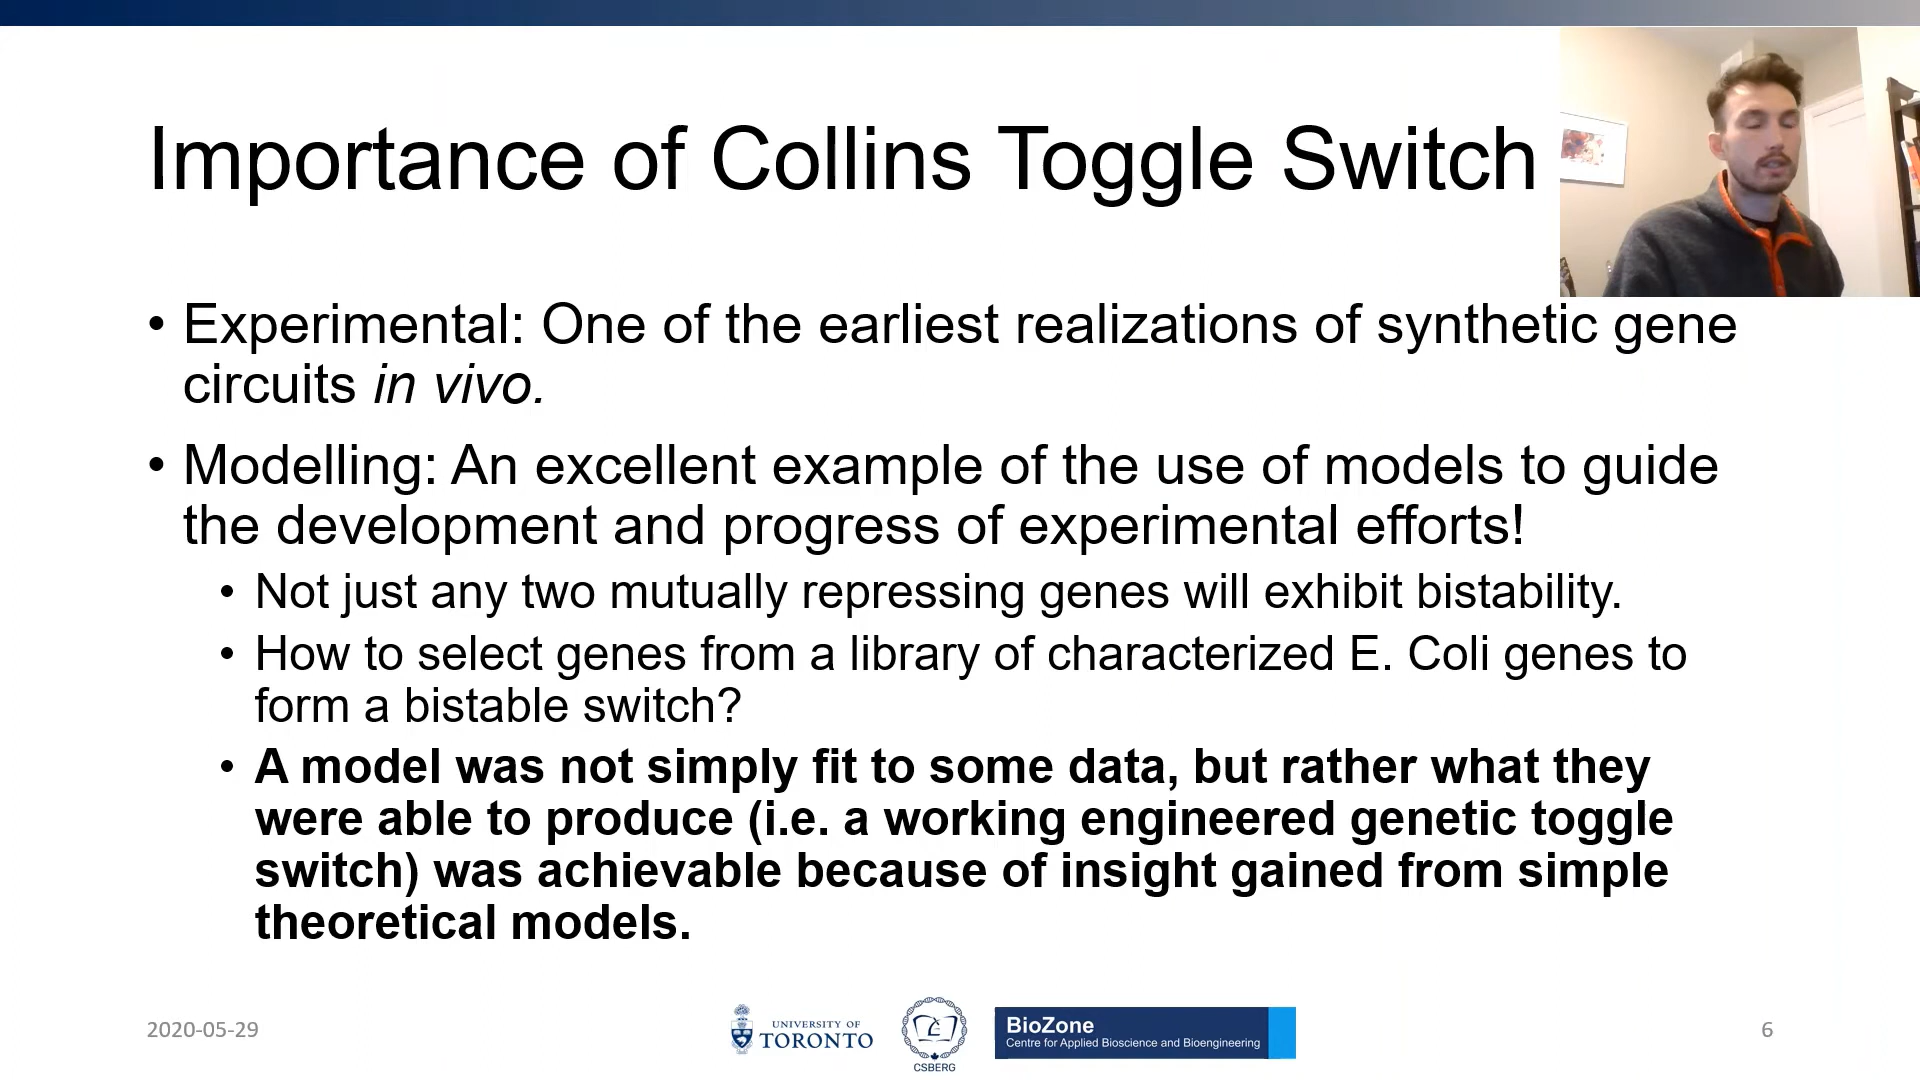 Importance of Collins Toggle Switch
• Experimental: One of the earliest realizations of synthetic gene
circuits in vivo.
• Modelling: An excellent example of the use of models to guide
the development and progress of experimental efforts!
• Not just any two mutually repressing genes will exhibit bistability.
• How to select genes from a library of characterized E. Coli genes to
form a bistable switch?
• A model was not simply fit to some data, but rather what they
were able to produce (i.e. a working engineered genetic toggle
switch) was achievable because of insight gained from simple
theoretical models.
2020-05-29
UNIVERSITY OF
TORONTO
CSBERG
BioZone
Centre for Applied Bioscience and Bioengineering
6